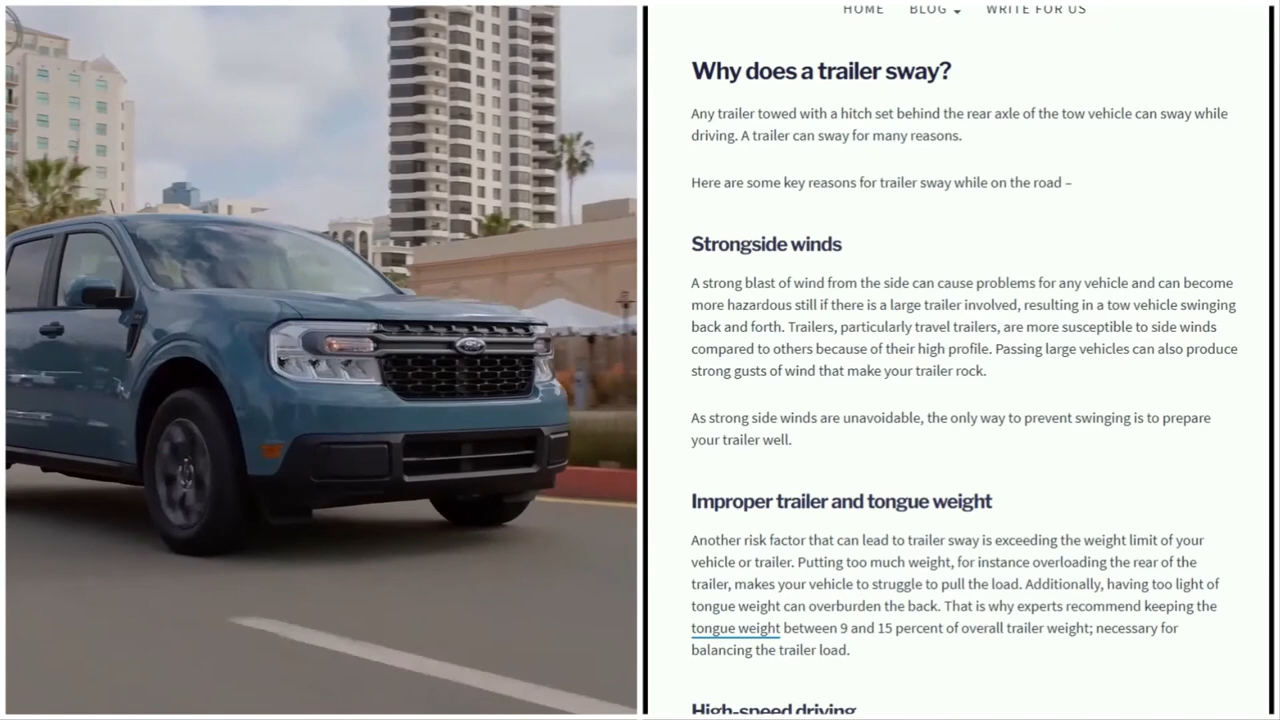 HOME BLOG WRITE FOR US
Why does a trailer sway?
Any trailer towed with a hitch set behind the rear axle of the tow vehicle can sway while
driving. A trailer can sway for many reasons.
Here are some key reasons for trailer sway while on the road –
Strongside winds
A strong blast of wind from the side can cause problems for any vehicle and can become
more hazardous still if there is a large trailer involved, resulting in a tow vehicle swinging
back and forth. Trailers, particularly travel trailers, are more susceptible to side winds
compared to others because of their high profile. Passing large vehicles can also produce
strong gusts of wind that make your trailer rock.
As strong side winds are unavoidable, the only way to prevent swinging is to prepare
your trailer well.
Improper trailer and tongue weight
Another risk factor that can lead to trailer sway is exceeding the weight limit of your
vehicle or trailer. Putting too much weight, for instance overloading the rear of the
trailer, makes your vehicle to struggle to pull the load. Additionally, having too light of
tongue weight can overburden the back. That is why experts recommend keeping the
tongue weight between 9 and 15 percent of overall trailer weight; necessary for
balancing the trailer load.
High-speed driving